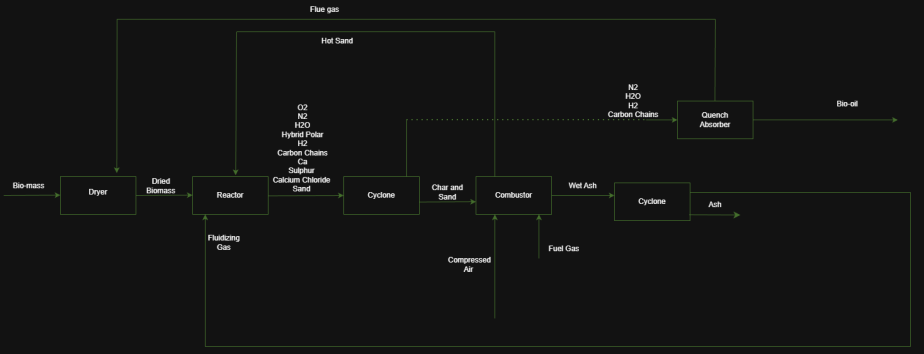 Flue gas
Hot Sand
O2
N2
H2O
Hybrid Polar
H2
Carbon Chains
Ca
Sulphur
Calcium Chloride
Sand
N2
H2O
H2
Carbon Chains
Quench
Absorber
Bio-oil
Bio-mass
Dryer
Dried
Biomass
Reactor
Cyclone
Char and
Sand
Combustor
Wet Ash
Cyclone
Ash
Fluidizing
Gas
Compressed
Air
Fuel Gas